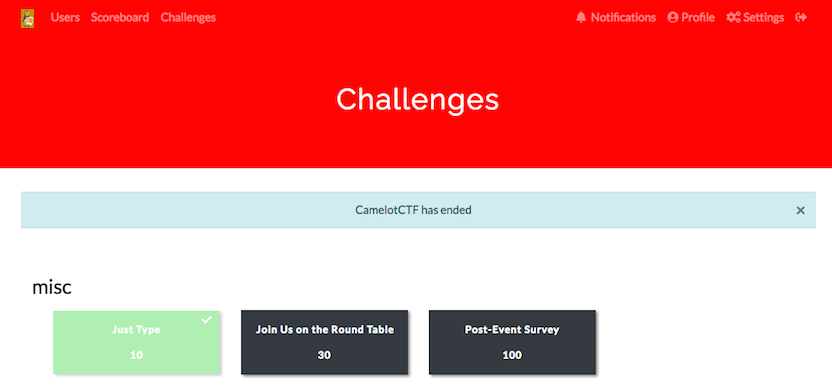 Users Scoreboard Challenges Notifications Profile Settings
Challenges
CamelotCTF has ended ×
misc
Just Type Join Us on the Round Table Post-Event Survey
10 30 100